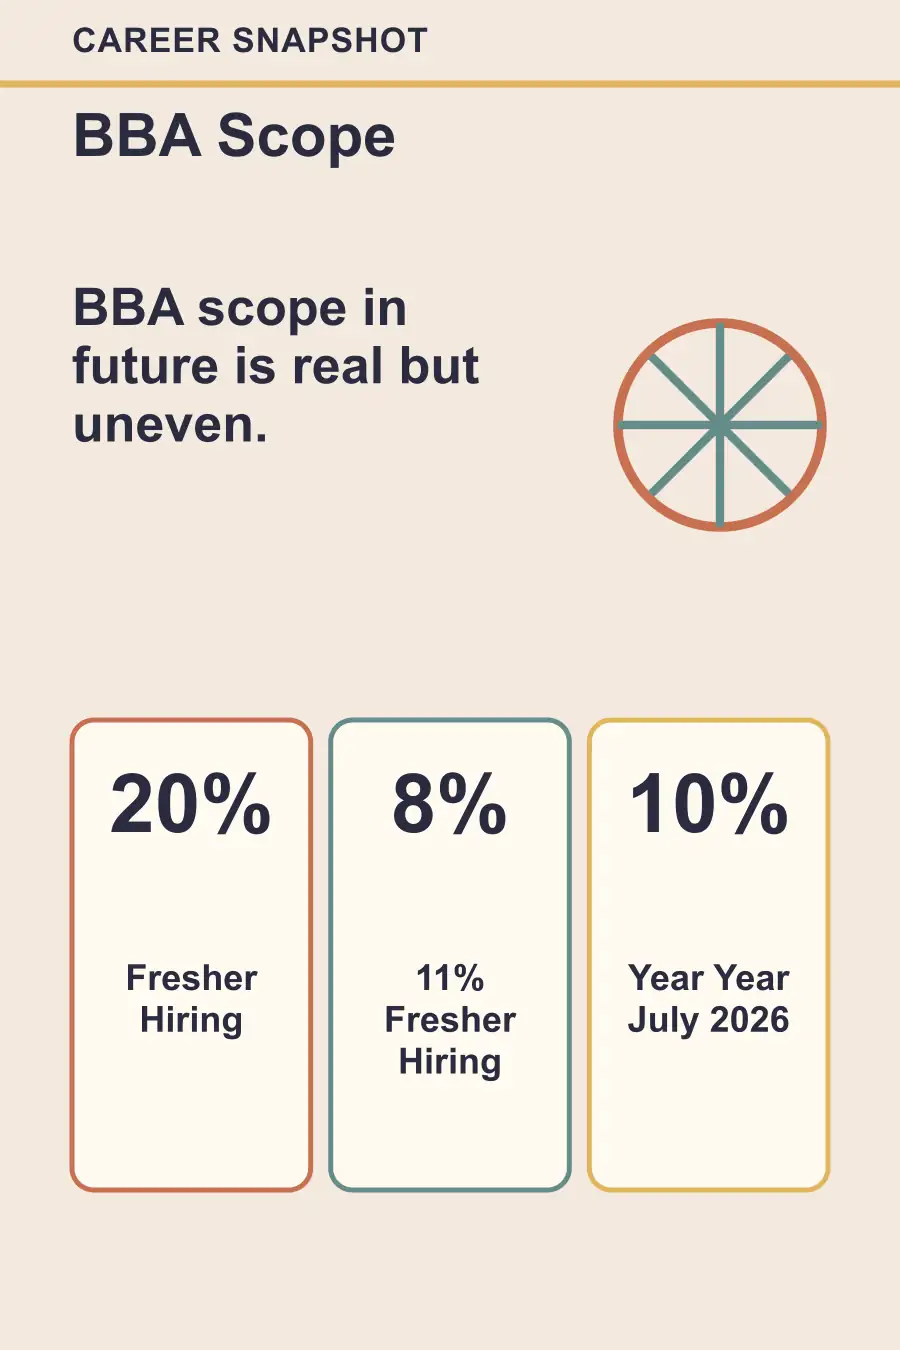 CAREER SNAPSHOT
BBA Scope
BBA scope in
future is real but
uneven.
20%
Fresher
Hiring
8%
11%
Fresher
Hiring
10%
Year Year
July 2026